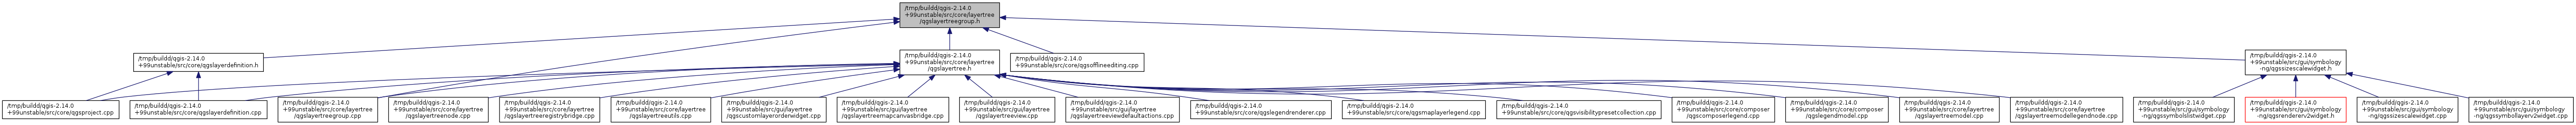 /tmp/buildd/qgis-2.14.0
+99unstable/src/core/layertree
/qgslayertreegroup.h
/tmp/buildd/qgis-2.14.0
+99unstable/src/core/qgslayerdefinition.h
/tmp/buildd/qgis-2.14.0
+99unstable/src/core/layertree
/qgslayertree.h
/tmp/buildd/qgis-2.14.0
+99unstable/src/core/qgsofflineediting.cpp
/tmp/buildd/qgis-2.14.0
+99unstable/src/gui/symbology
-ng/qgssizescalewidget.h
/tmp/buildd/qgis-2.14.0
+99unstable/src/core/qgsproject.cpp
/tmp/buildd/qgis-2.14.0
+99unstable/src/core/qgslayerdefinition.cpp
/tmp/buildd/qgis-2.14.0
+99unstable/src/core/layertree
/qgslayertreegroup.cpp
/tmp/buildd/qgis-2.14.0
+99unstable/src/core/layertree
/qgslayertreenode.cpp
/tmp/buildd/qgis-2.14.0
+99unstable/src/core/layertree
/qgslayertreeregistrybridge.cpp
/tmp/buildd/qgis-2.14.0
+99unstable/src/core/layertree
/qgslayertreeutils.cpp
/tmp/buildd/qgis-2.14.0
+99unstable/src/gui/layertree
/qgscustomlayerorderwidget.cpp
/tmp/buildd/qgis-2.14.0
+99unstable/src/gui/layertree
/qgslayertreemapcanvasbridge.cpp
/tmp/buildd/qgis-2.14.0
+99unstable/src/gui/layertree
/qgslayertreeview.cpp
/tmp/buildd/qgis-2.14.0
+99unstable/src/gui/layertree
/qgslayertreeviewdefaultactions.cpp
/tmp/buildd/qgis-2.14.0
+99unstable/src/core/qgslegendrenderer.cpp
/tmp/buildd/qgis-2.14.0
+99unstable/src/core/qgsmaplayerlegend.cpp
/tmp/buildd/qgis-2.14.0
+99unstable/src/core/qgsvisibilitypresetcollection.cpp
/tmp/buildd/qgis-2.14.0
+99unstable/src/core/composer
/qgscomposerlegend.cpp
/tmp/buildd/qgis-2.14.0
+99unstable/src/core/composer
/qgslegendmodel.cpp
/tmp/buildd/qgis-2.14.0
+99unstable/src/core/layertree
/qgslayertreemodel.cpp
/tmp/buildd/qgis-2.14.0
+99unstable/src/core/layertree
/qgslayertreemodellegendnode.cpp
/tmp/buildd/qgis-2.14.0
+99unstable/src/gui/symbology
-ng/qgssymbolslistwidget.cpp
/tmp/buildd/qgis-2.14.0
+99unstable/src/gui/symbology
-ng/qgsrendererv2widget.h
/tmp/buildd/qgis-2.14.0
+99unstable/src/gui/symbology
-ng/qgssizescalewidget.cpp
/tmp/buildd/qgis-2.14.0
+99unstable/src/gui/symbology
-ng/qgssymbollayerv2widget.cpp